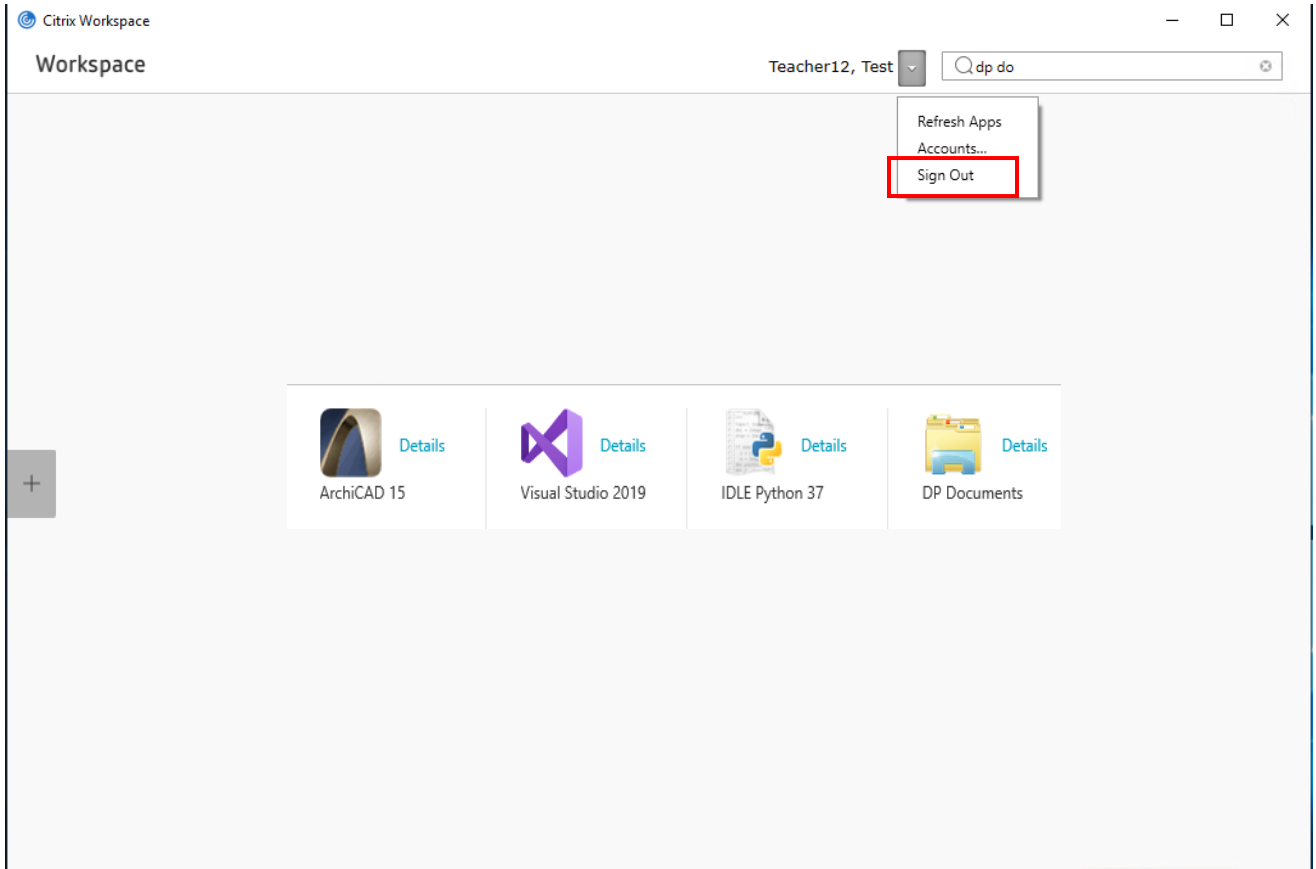 Citrix Workspace
Workspace
Teacher12, Test
dp do
Refresh Apps
Accounts...
Sign Out
Details
Details
Details
Details
ArchiCAD 15
Visual Studio 2019
IDLE Python 37
DP Documents